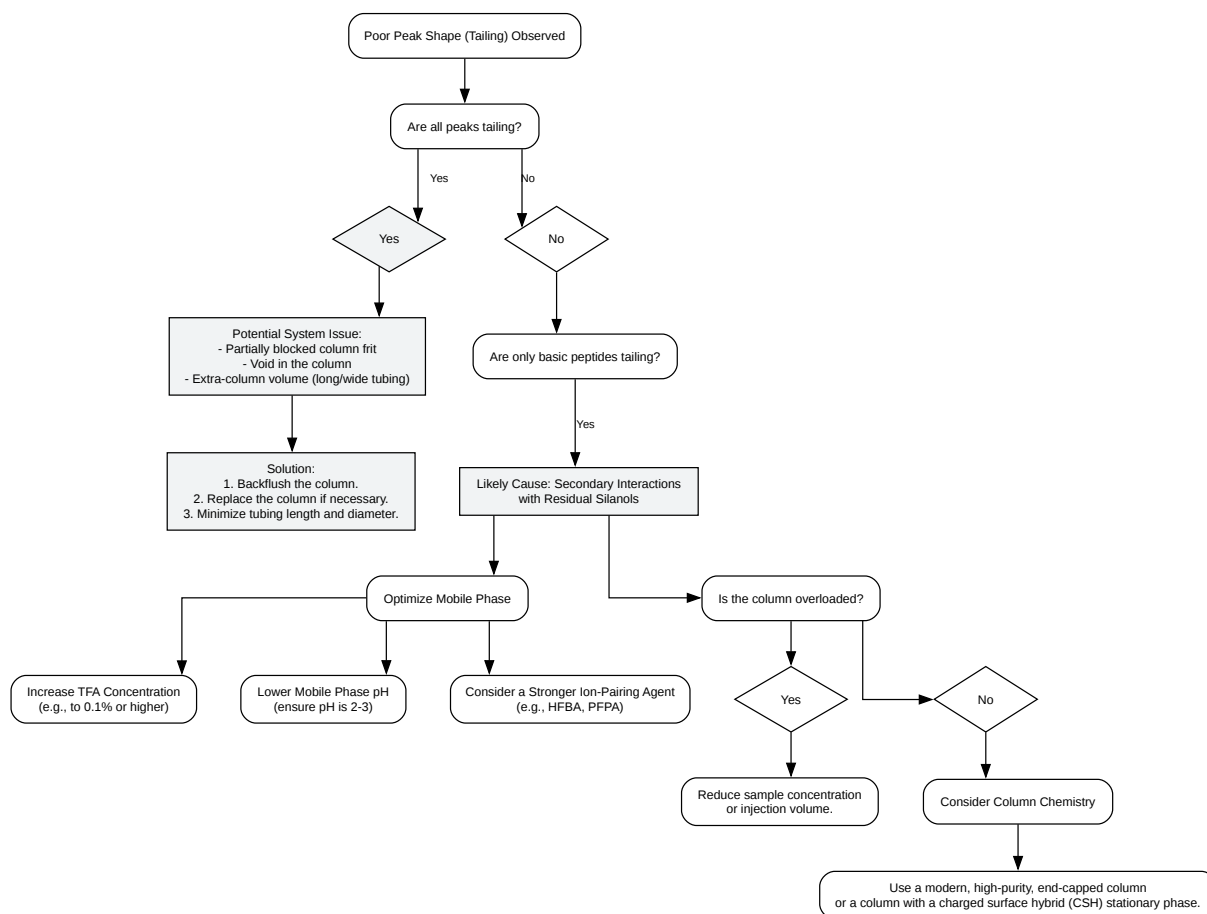 Poor Peak Shape (Tailing) Observed
Are all peaks tailing?
Yes
No
Yes
No
Potential System Issue:
- Partially blocked column frit
- Void in the column
- Extra-column volume (long/wide tubing)
Are only basic peptides tailing?
Yes
Solution:
1. Backflush the column.
2. Replace the column if necessary.
3. Minimize tubing length and diameter.
Likely Cause: Secondary Interactions
with Residual Silanols
Optimize Mobile Phase
Is the column overloaded?
Increase TFA Concentration
(e.g., to 0.1% or higher)
Lower Mobile Phase pH
(ensure pH is 2-3)
Consider a Stronger Ion-Pairing Agent
(e.g., HFBA, PFPA)
Yes
No
Reduce sample concentration
or injection volume.
Consider Column Chemistry
Use a modern, high-purity, end-capped column
or a column with a charged surface hybrid (CSH) stationary phase.